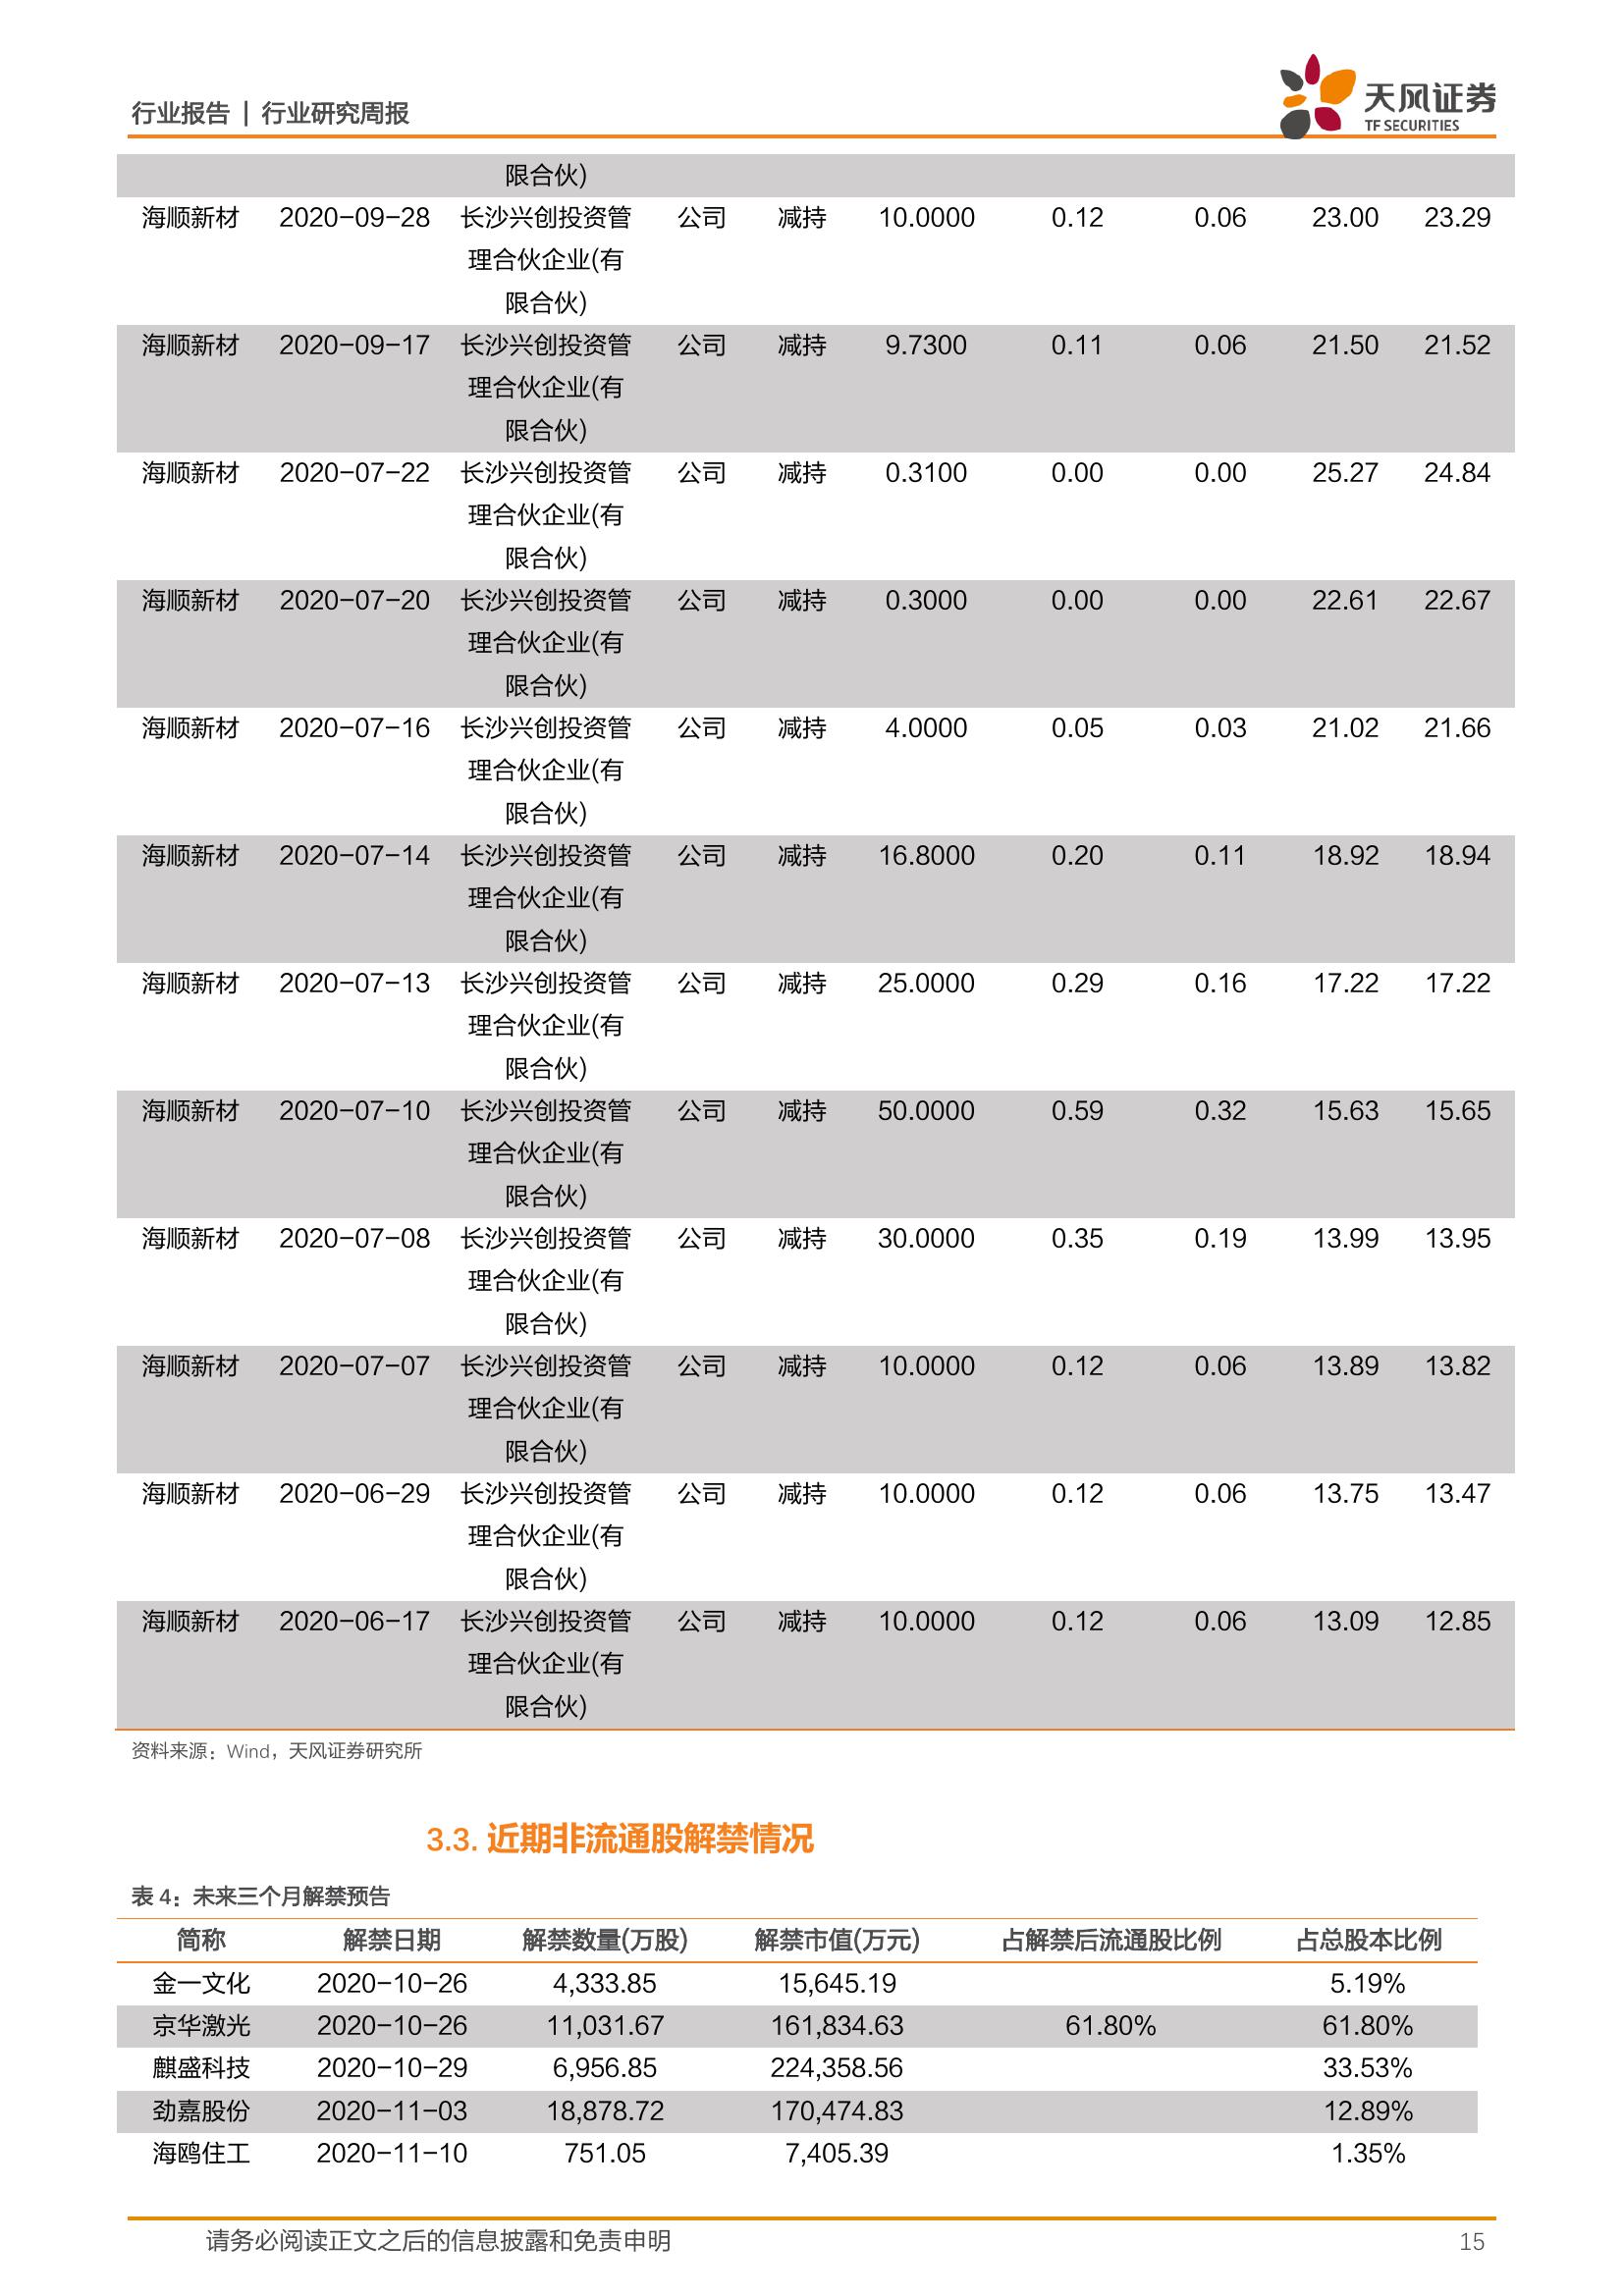 行业报告 | 行业研究周报
天风证券
TF SECURITIES
限合伙)
海顺新材 2020-09-28 长沙兴创投资管 公司 减持 10.0000 0.12 0.06 23.00 23.29
理合伙企业(有
限合伙)
海顺新材 2020-09-17 长沙兴创投资管 公司 减持 9.7300 0.11 0.06 21.50 21.52
理合伙企业(有
限合伙)
海顺新材 2020-07-22 长沙兴创投资管 公司 减持 0.3100 0.00 0.00 25.27 24.84
理合伙企业(有
限合伙)
海顺新材 2020-07-20 长沙兴创投资管 公司 减持 0.3000 0.00 0.00 22.61 22.67
理合伙企业(有
限合伙)
海顺新材 2020-07-16 长沙兴创投资管 公司 减持 4.0000 0.05 0.03 21.02 21.66
理合伙企业(有
限合伙)
海顺新材 2020-07-14 长沙兴创投资管 公司 减持 16.8000 0.20 0.11 18.92 18.94
理合伙企业(有
限合伙)
海顺新材 2020-07-13 长沙兴创投资管 公司 减持 25.0000 0.29 0.16 17.22 17.22
理合伙企业(有
限合伙)
海顺新材 2020-07-10 长沙兴创投资管 公司 减持 50.0000 0.59 0.32 15.63 15.65
理合伙企业(有
限合伙)
海顺新材 2020-07-08 长沙兴创投资管 公司 减持 30.0000 0.35 0.19 13.99 13.95
理合伙企业(有
限合伙)
海顺新材 2020-07-07 长沙兴创投资管 公司 减持 10.0000 0.12 0.06 13.89 13.82
理合伙企业(有
限合伙)
海顺新材 2020-06-29 长沙兴创投资管 公司 减持 10.0000 0.12 0.06 13.75 13.47
理合伙企业(有
限合伙)
海顺新材 2020-06-17 长沙兴创投资管 公司 减持 10.0000 0.12 0.06 13.09 12.85
理合伙企业(有
限合伙)
资料来源：Wind，天风证券研究所
3.3. 近期非流通股解禁情况
表 4：未来三个月解禁预告
简称 解禁日期 解禁数量(万股) 解禁市值(万元) 占解禁后流通股比例 占总股本比例
金一文化 2020-10-26 4,333.85 15,645.19 5.19%
京华激光 2020-10-26 11,031.67 161,834.63 61.80% 61.80%
麒盛科技 2020-10-29 6,956.85 224,358.56 33.53%
劲嘉股份 2020-11-03 18,878.72 170,474.83 12.89%
海鸥住工 2020-11-10 751.05 7,405.39 1.35%
请务必阅读正文之后的信息披露和免责申明 15